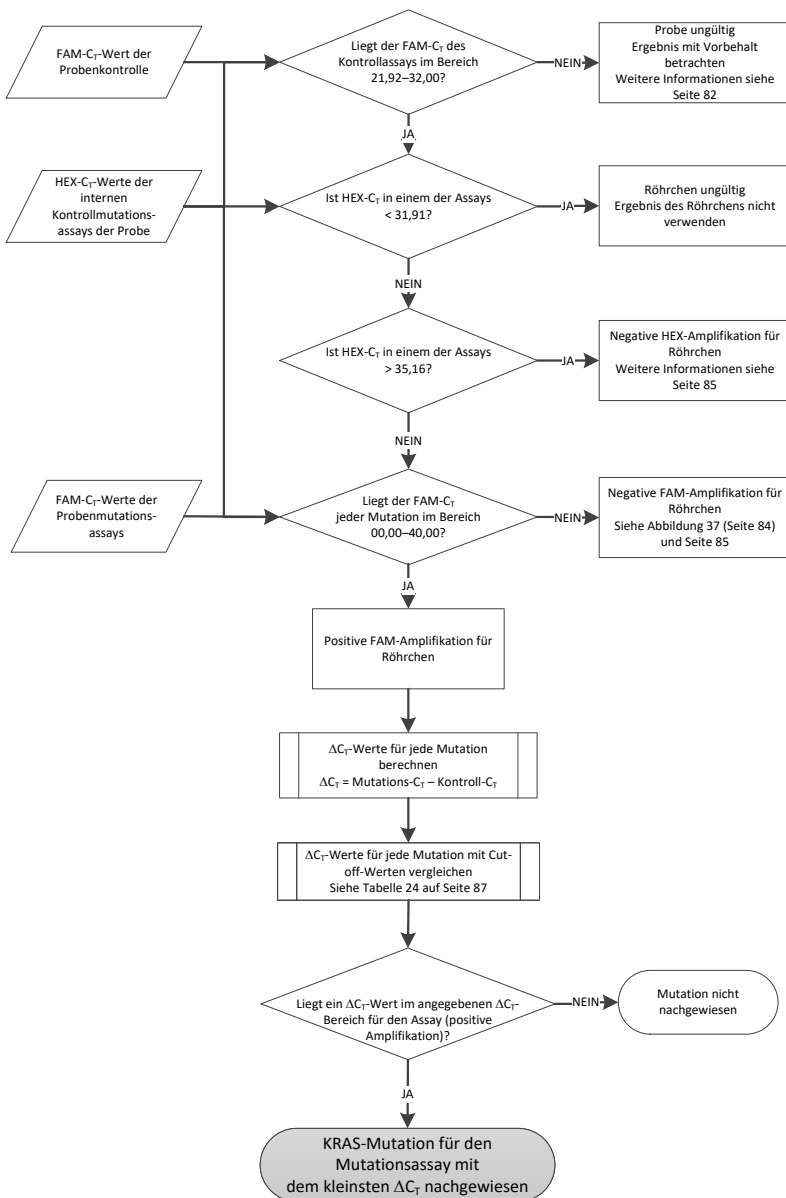 FAM-CT-Wert der
Probenkontrolle
Liegt der FAM-CT des
Kontrollassays im Bereich
21,92–32,00?
NEIN
Probe ungültig
Ergebnis mit Vorbehalt
betrachten
Weitere Informationen siehe
Seite 82
JA
HEX-CT-Werte der
internen
Kontrollmutations-
assays der Probe
Ist HEX-CT in einem der Assays
< 31,91?
JA
Röhrchen ungültig
Ergebnis des Röhrchens nicht
verwenden
NEIN
Ist HEX-CT in einem der Assays
> 35,16?
JA
Negative HEX-Amplifikation für
Röhrchen
Weitere Informationen siehe
Seite 85
NEIN
FAM-CT-Werte der
Probenmutations-
assays
Liegt der FAM-CT
jeder Mutation im Bereich
00,00–40,00?
NEIN
Negative FAM-Amplifikation für
Röhrchen
Siehe Abbildung 37 (Seite 84)
und Seite 85
JA
Positive FAM-Amplifikation für
Röhrchen
ΔCT-Werte für jede Mutation
berechnen
ΔCT = Mutations-CT – Kontroll-CT
ΔCT-Werte für jede Mutation mit Cut-
off-Werten vergleichen
Siehe Tabelle 24 auf Seite 87
Liegt ein ΔCT-Wert im angegebenen ΔCT-
Bereich für den Assay (positive
Amplifikation)?
NEIN
Mutation nicht
nachgewiesen
JA
KRAS-Mutation für den
Mutationsassay mit
dem kleinsten ΔCT nachgewiesen